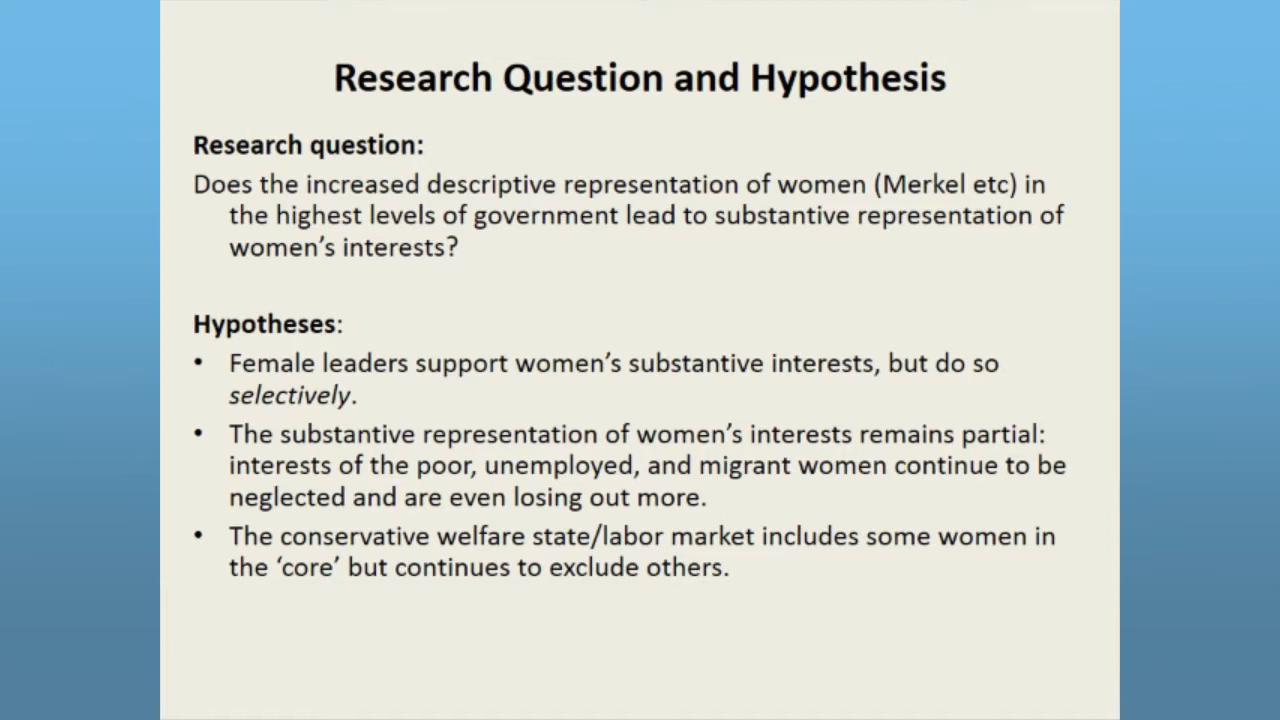 Research Question and Hypothesis
Research question:
Does the increased descriptive representation of women (Merkel etc) in
the highest levels of government lead to substantive representation of
women’s interests?
Hypotheses:
• Female leaders support women’s substantive interests, but do so
selectively.
• The substantive representation of women’s interests remains partial:
interests of the poor, unemployed, and migrant women continue to be
neglected and are even losing out more.
• The conservative welfare state/labor market includes some women in
the ‘core’ but continues to exclude others.